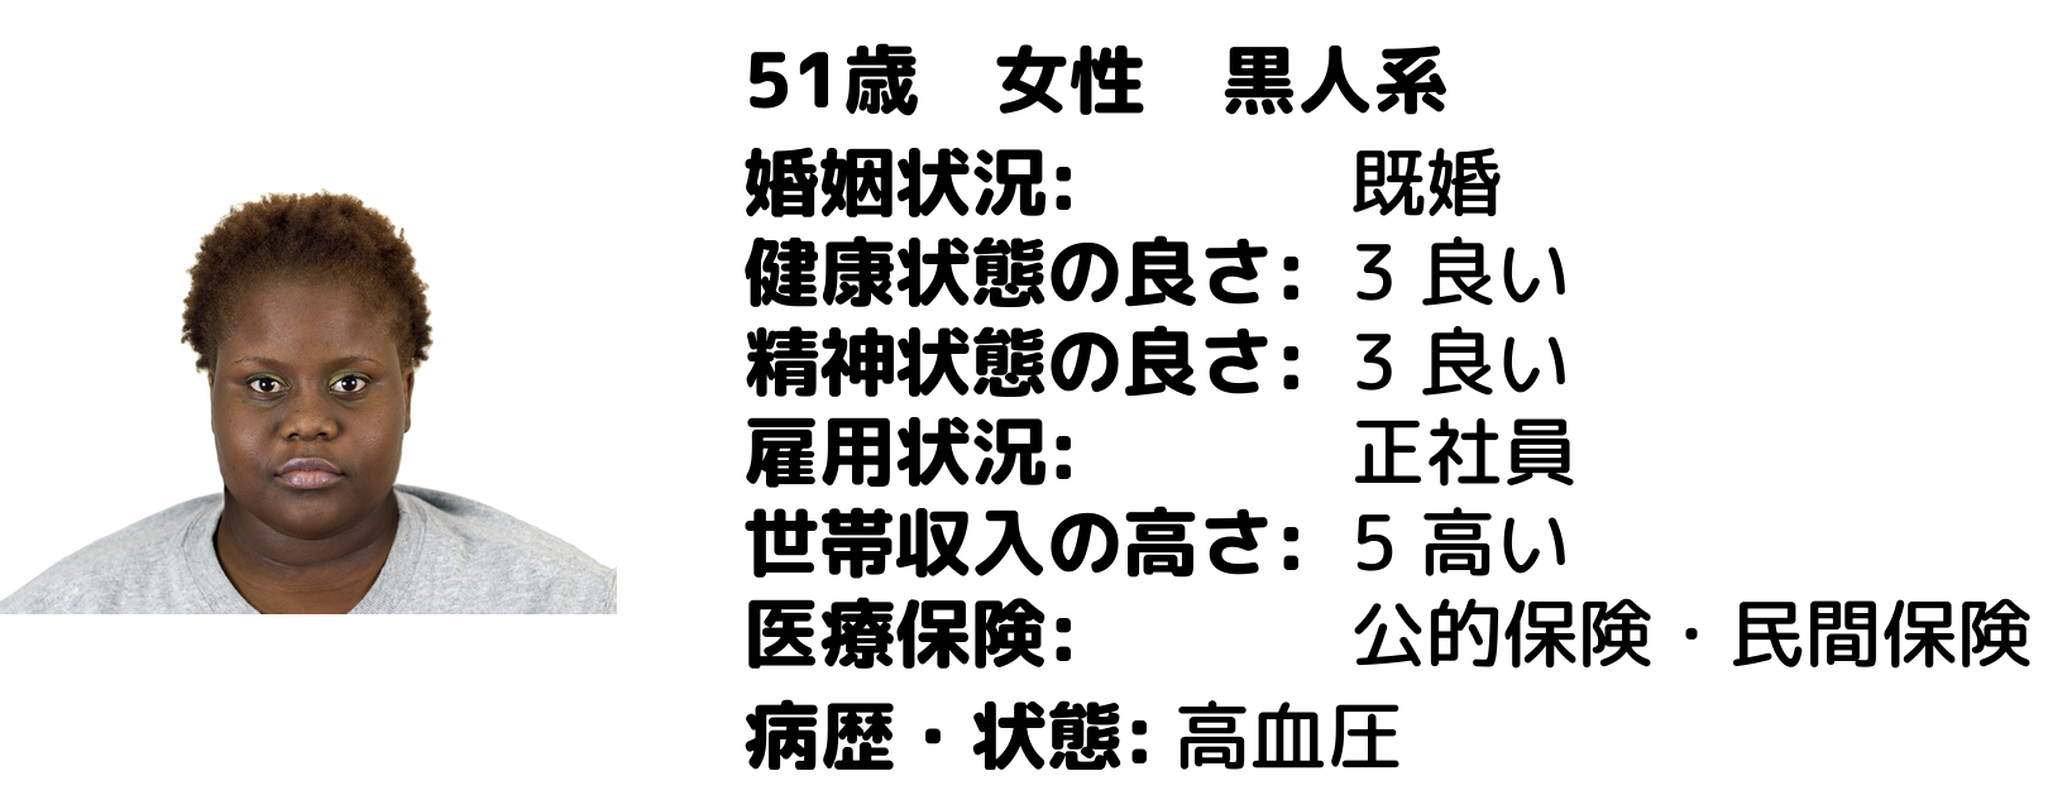 51歳　女性　黒人系
婚姻状況: 既婚
健康状態の良さ: 3 良い
精神状態の良さ: 3 良い
雇用状況: 正社員
世帯収入の高さ: 5 高い
医療保険: 公的保険・民間保険
病歴・状態: 高血圧